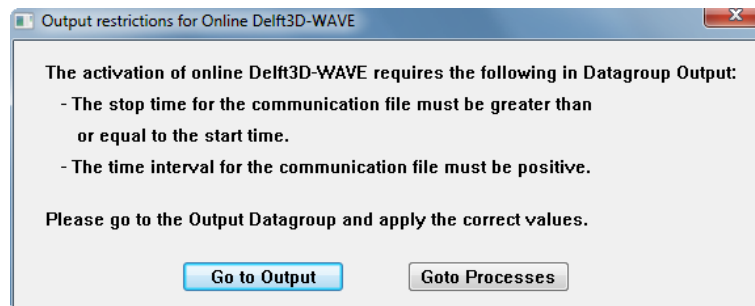 Output restrictions for Online Delft3D-WAVE
The activation of online Delft3D-WAVE requires the following in Datagroup Output:
- The stop time for the communication file must be greater than
or equal to the start time.
- The time interval for the communication file must be positive.
Please go to the Output Datagroup and apply the correct values.
Go to Output
Goto Processes